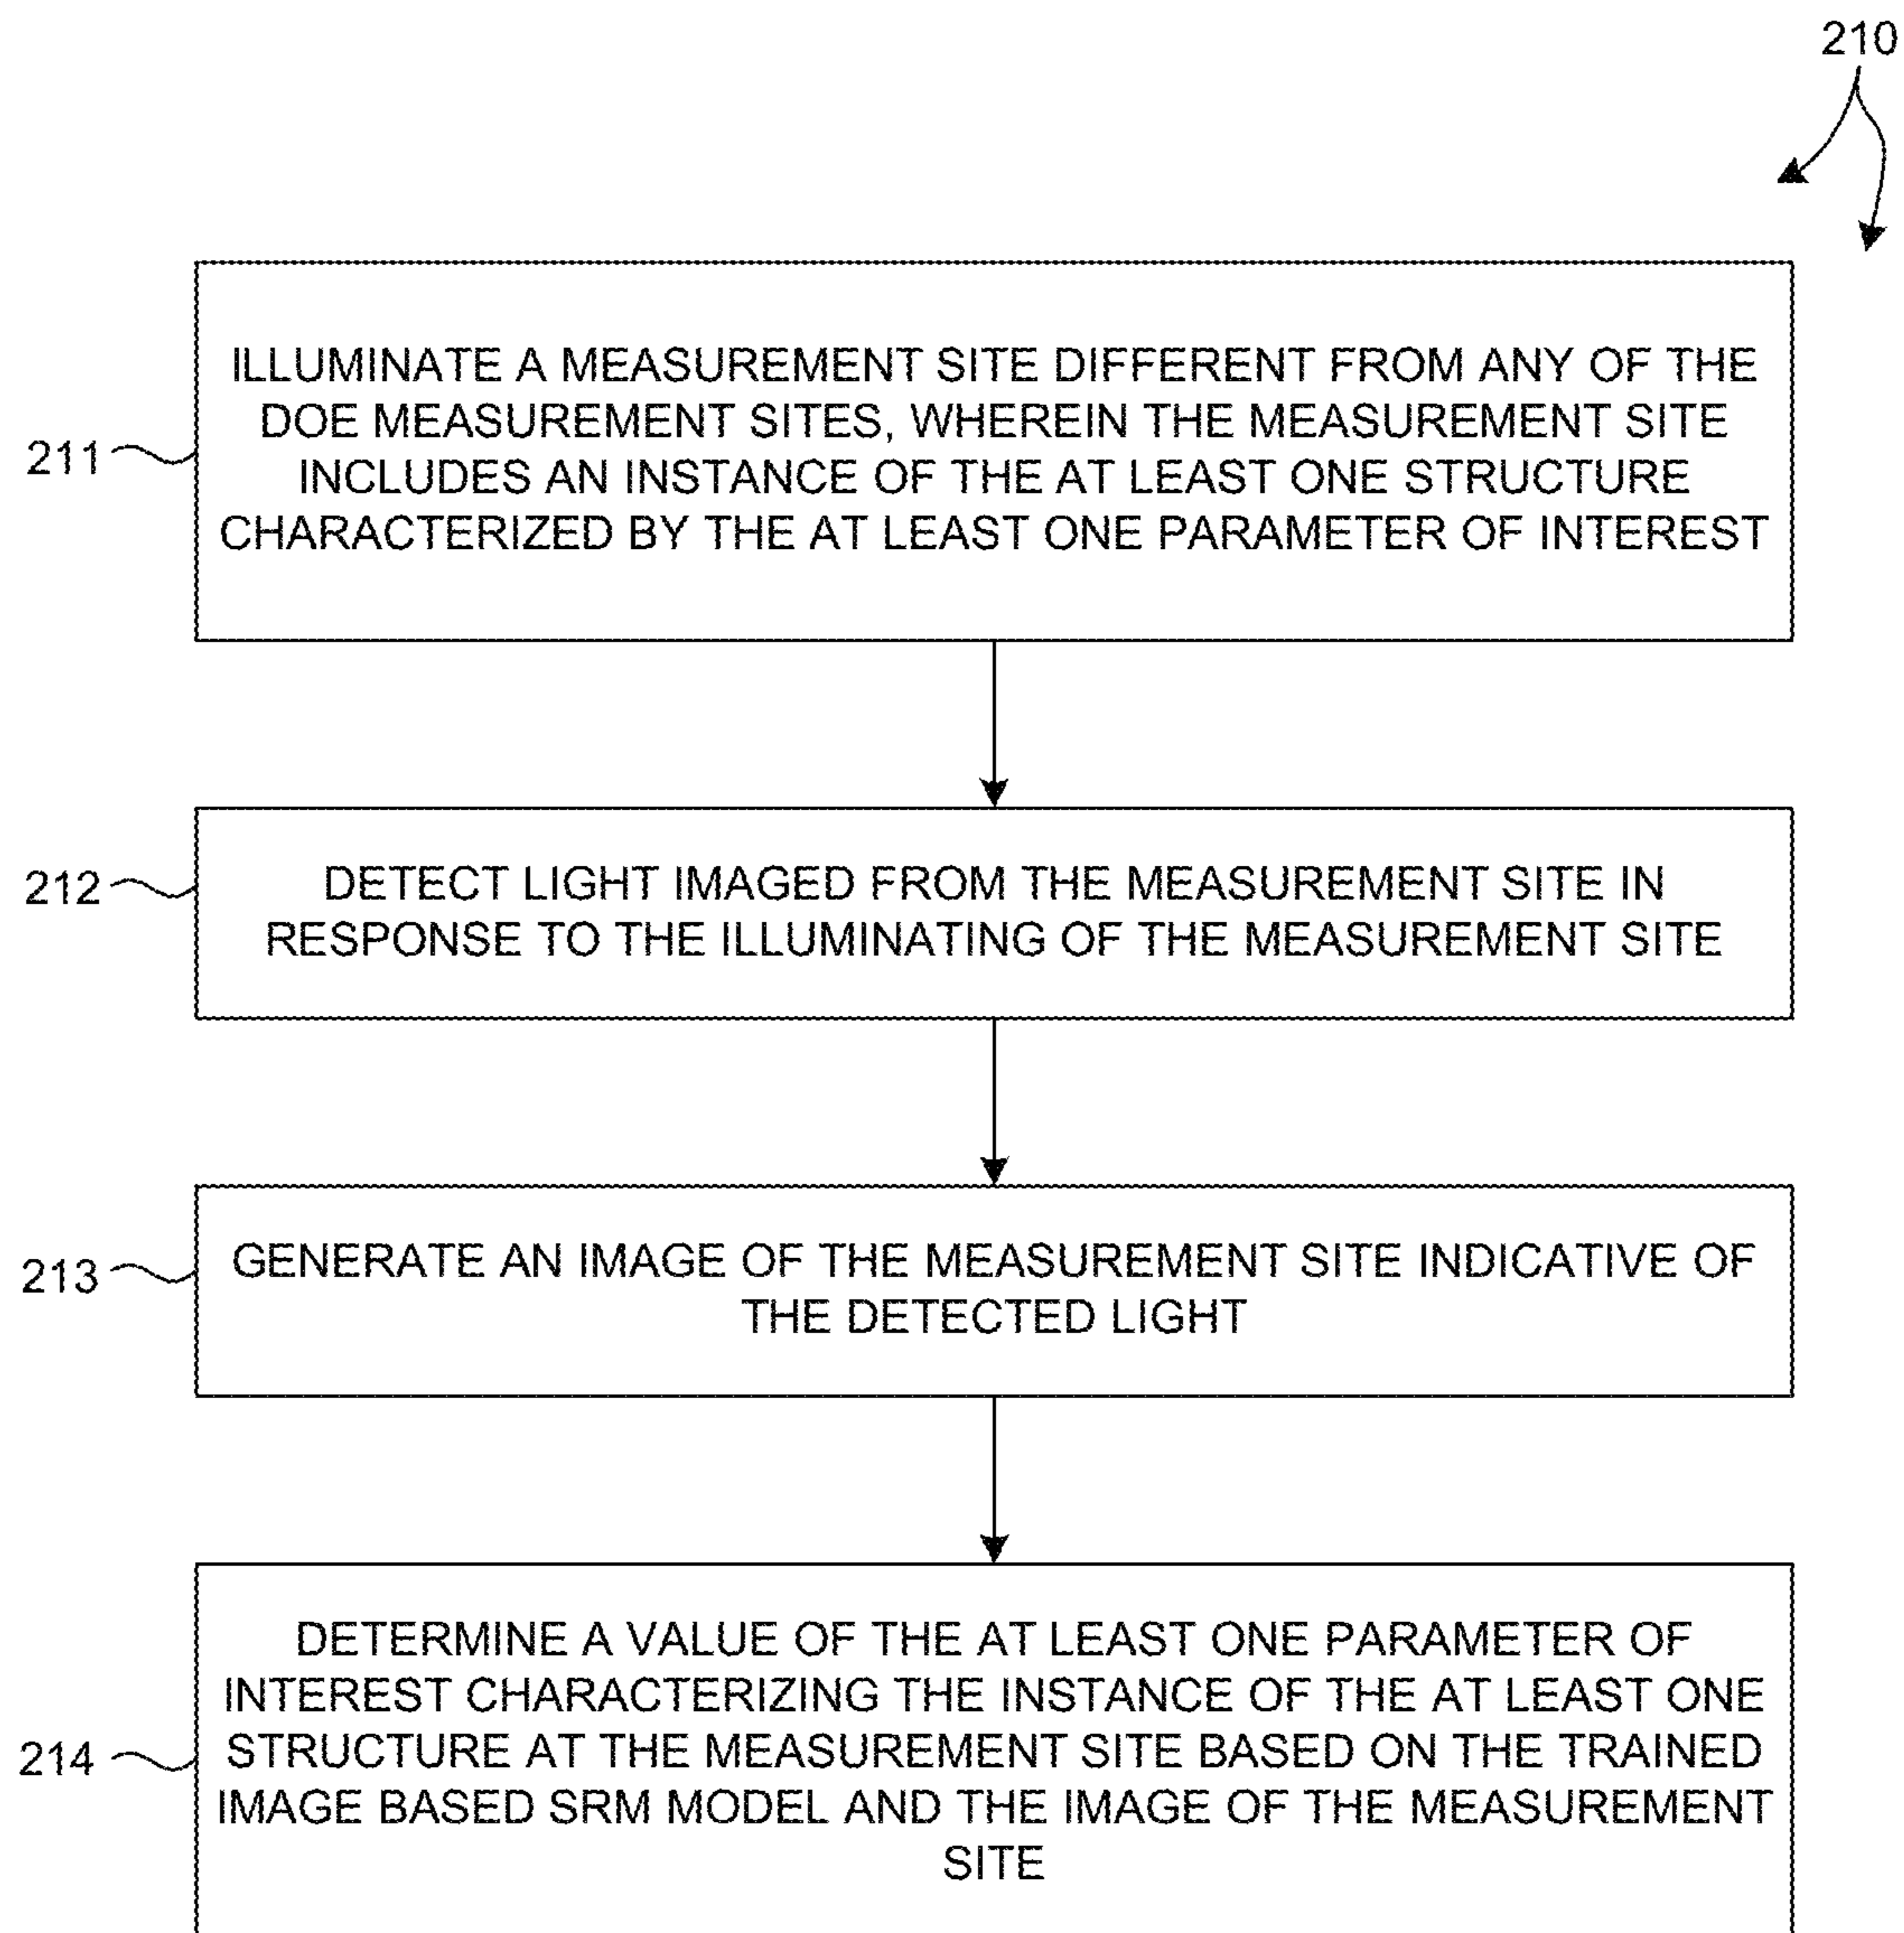 210
211
ILLUMINATE A MEASUREMENT SITE DIFFERENT FROM ANY OF THE
DOE MEASUREMENT SITES, WHEREIN THE MEASUREMENT SITE
INCLUDES AN INSTANCE OF THE AT LEAST ONE STRUCTURE
CHARACTERIZED BY THE AT LEAST ONE PARAMETER OF INTEREST
212
DETECT LIGHT IMAGED FROM THE MEASUREMENT SITE IN
RESPONSE TO THE ILLUMINATING OF THE MEASUREMENT SITE
213
GENERATE AN IMAGE OF THE MEASUREMENT SITE INDICATIVE OF
THE DETECTED LIGHT
214
DETERMINE A VALUE OF THE AT LEAST ONE PARAMETER OF
INTEREST CHARACTERIZING THE INSTANCE OF THE AT LEAST ONE
STRUCTURE AT THE MEASUREMENT SITE BASED ON THE TRAINED
IMAGE BASED SRM MODEL AND THE IMAGE OF THE MEASUREMENT
SITE